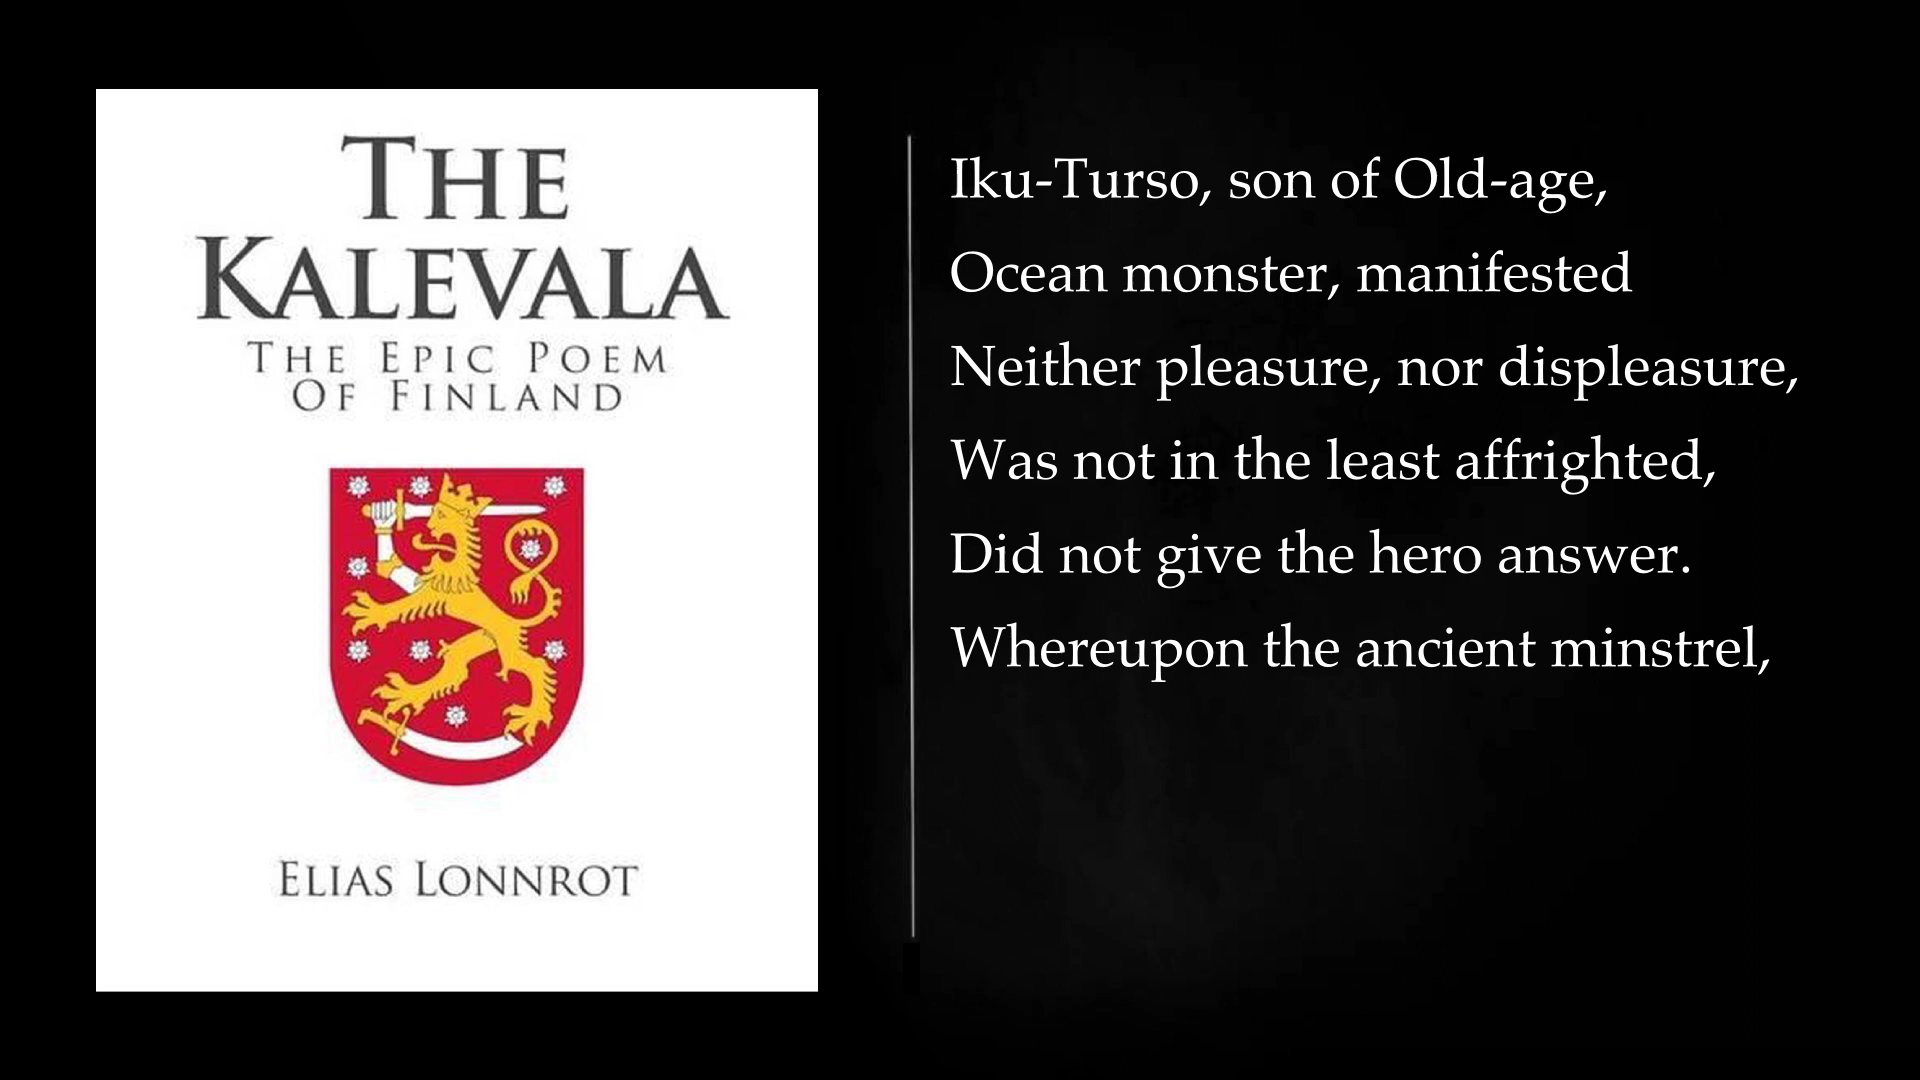 THE
KALEVALA
THE EPIC POEM
OF FINLAND
ELIAS LONNROT
Iku-Turso, son of Old-age,
Ocean monster, manifested
Neither pleasure, nor displeasure,
Was not in the least affrighted,
Did not give the hero answer.
Whereupon the ancient minstrel,